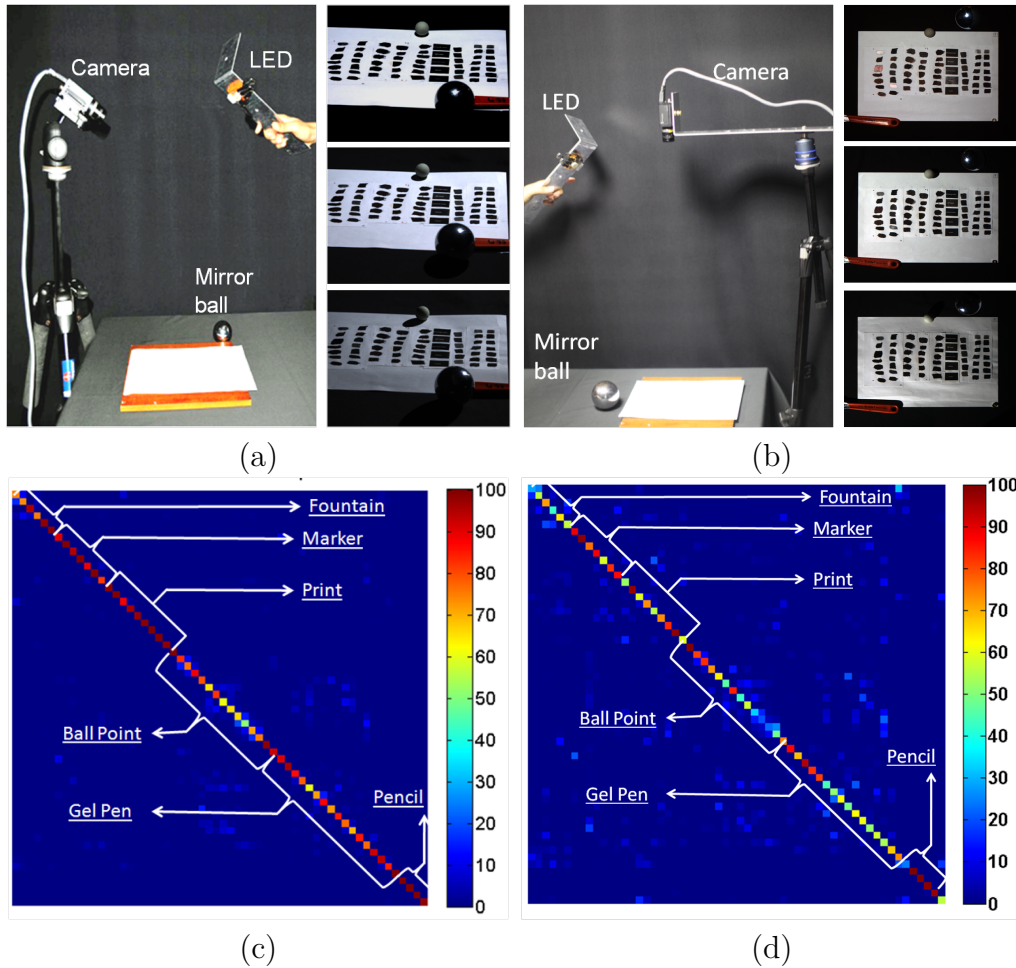 Camera
LED
Mirror
ball
LED
Camera
Mirror
ball
(a)
(b)
Fountain
Marker
Print
Ball Point
Gel Pen
Pencil
100
90
80
70
60
50
40
30
20
10
0
Fountain
Marker
Print
Ball Point
Gel Pen
Pencil
100
90
80
70
60
50
40
30
20
10
0
(c)
(d)